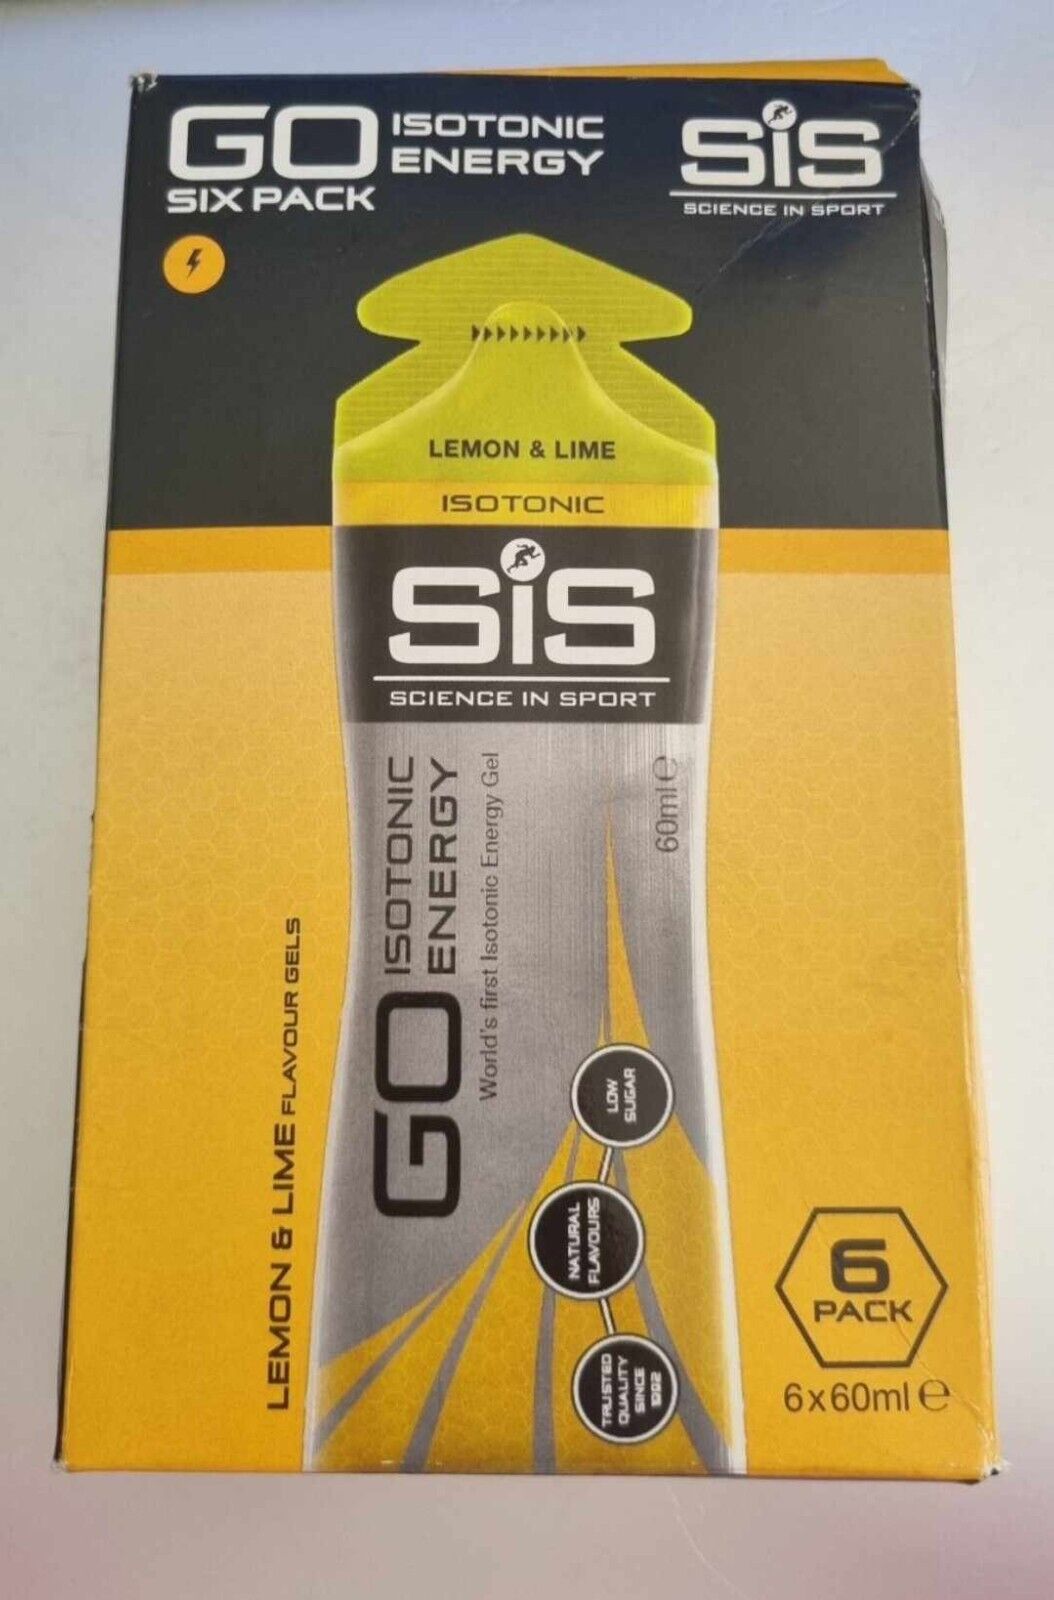 GO ISOTONIC
ENERGY
SIX PACK
SiS
SCIENCE IN SPORT
LEMON & LIME
ISOTONIC
SiS
SCIENCE IN SPORT
GO ISOTONIC
ENERGY
World's first Isotonic Energy Gel
60ml ℮
LEMON & LIME FLAVOUR GELS
LOW
SUGAR
NATURAL
FLAVOURS
TRUSTED
QUALITY
SINCE
1992
6
PACK
6x60ml ℮